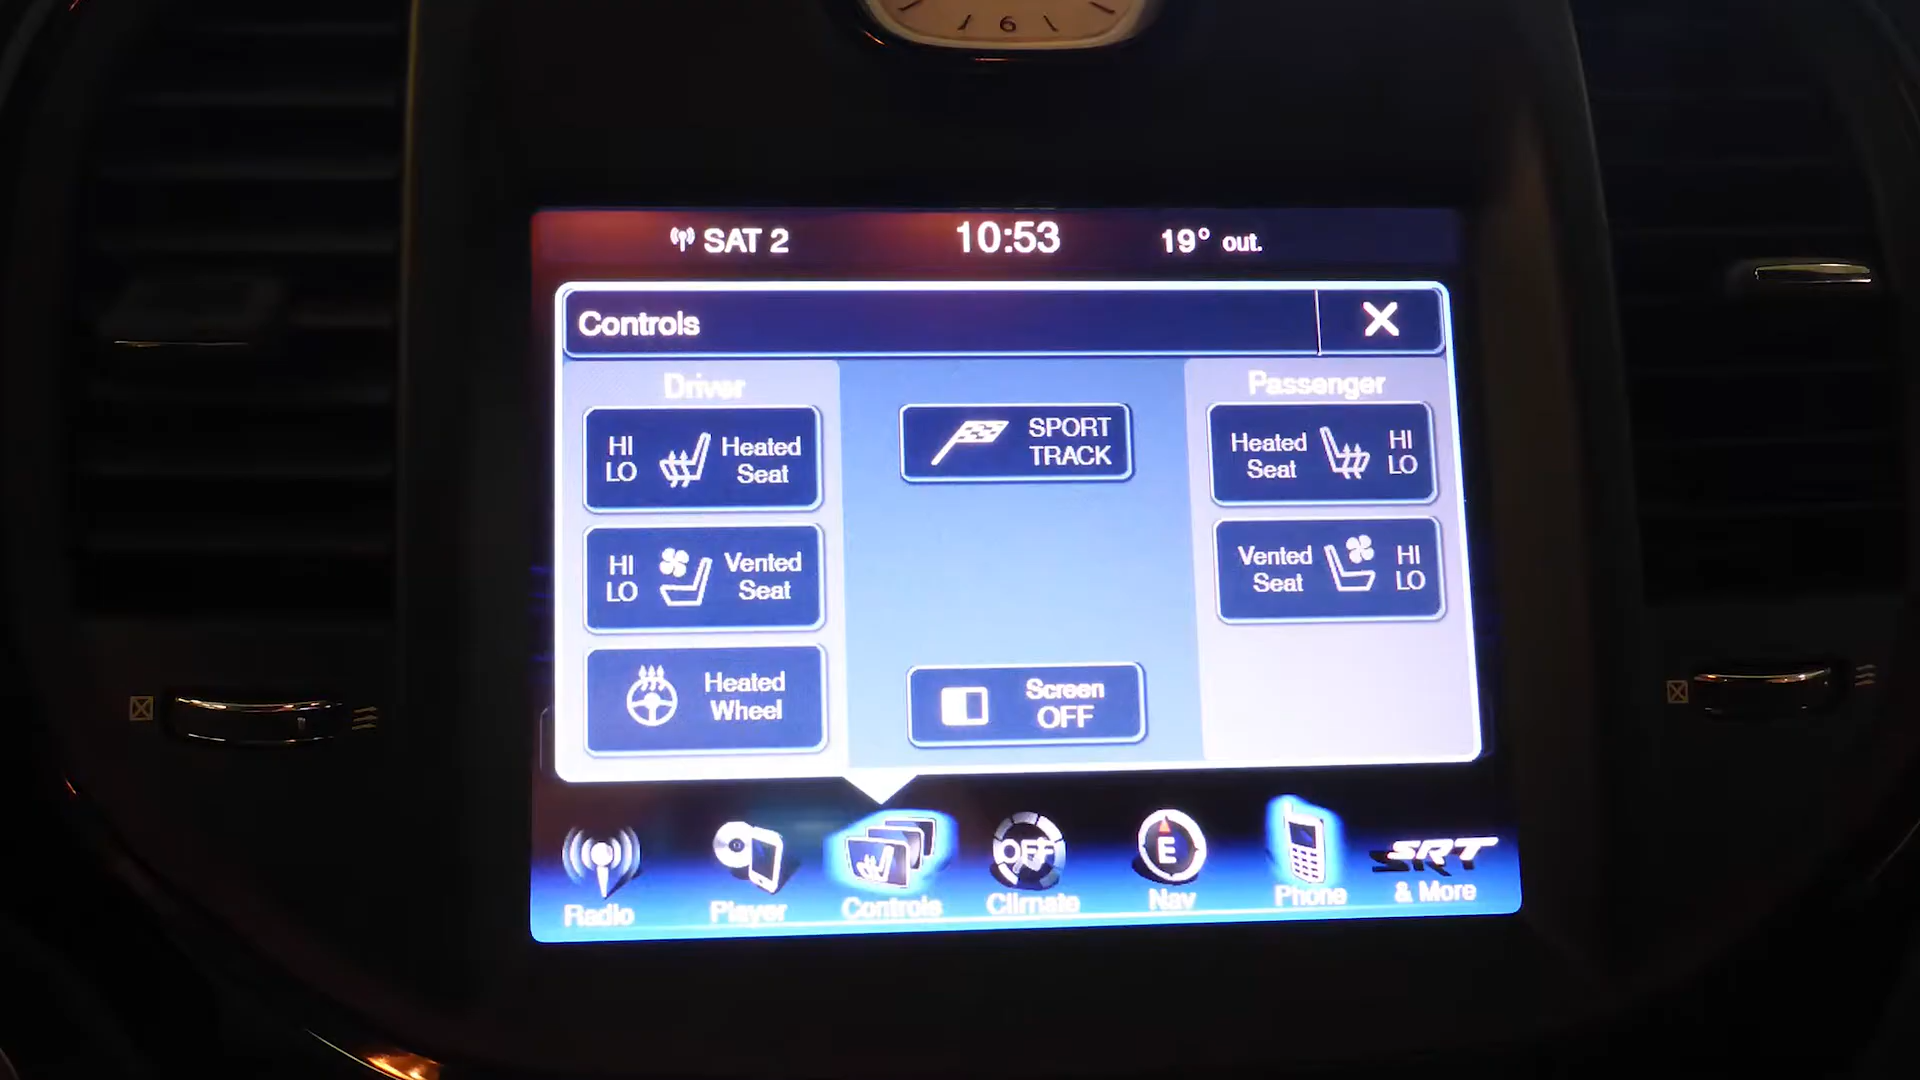 6
SAT 2 10:53 19° out.
Controls
Driver
Passenger
HI
LO
Heated
Seat
SPORT
TRACK
Heated
Seat
HI
LO
HI
LO
Vented
Seat
Vented
Seat
HI
LO
Heated
Wheel
Screen
OFF
OFF
E
SRT
Radio Player Controls Climate Nav Phone & More